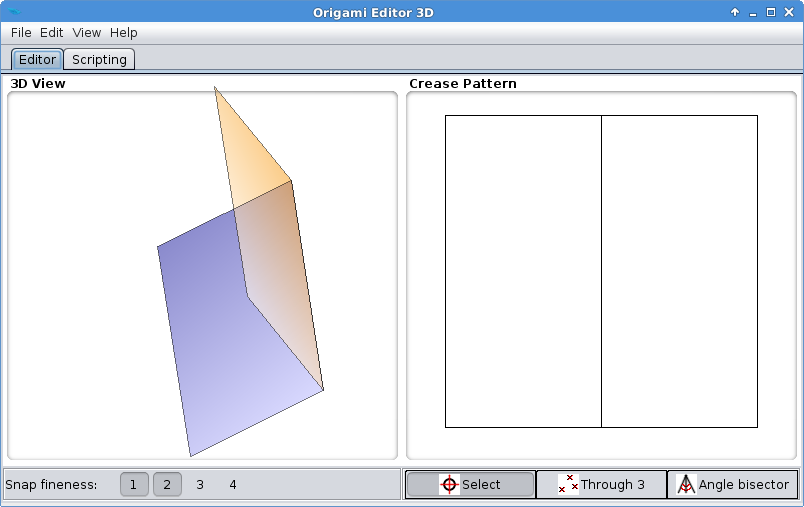 Origami Editor 3D
File Edit View Help
Editor Scripting
3D View Crease Pattern
Snap fineness: 1 2 3 4 Select Through 3 Angle bisector